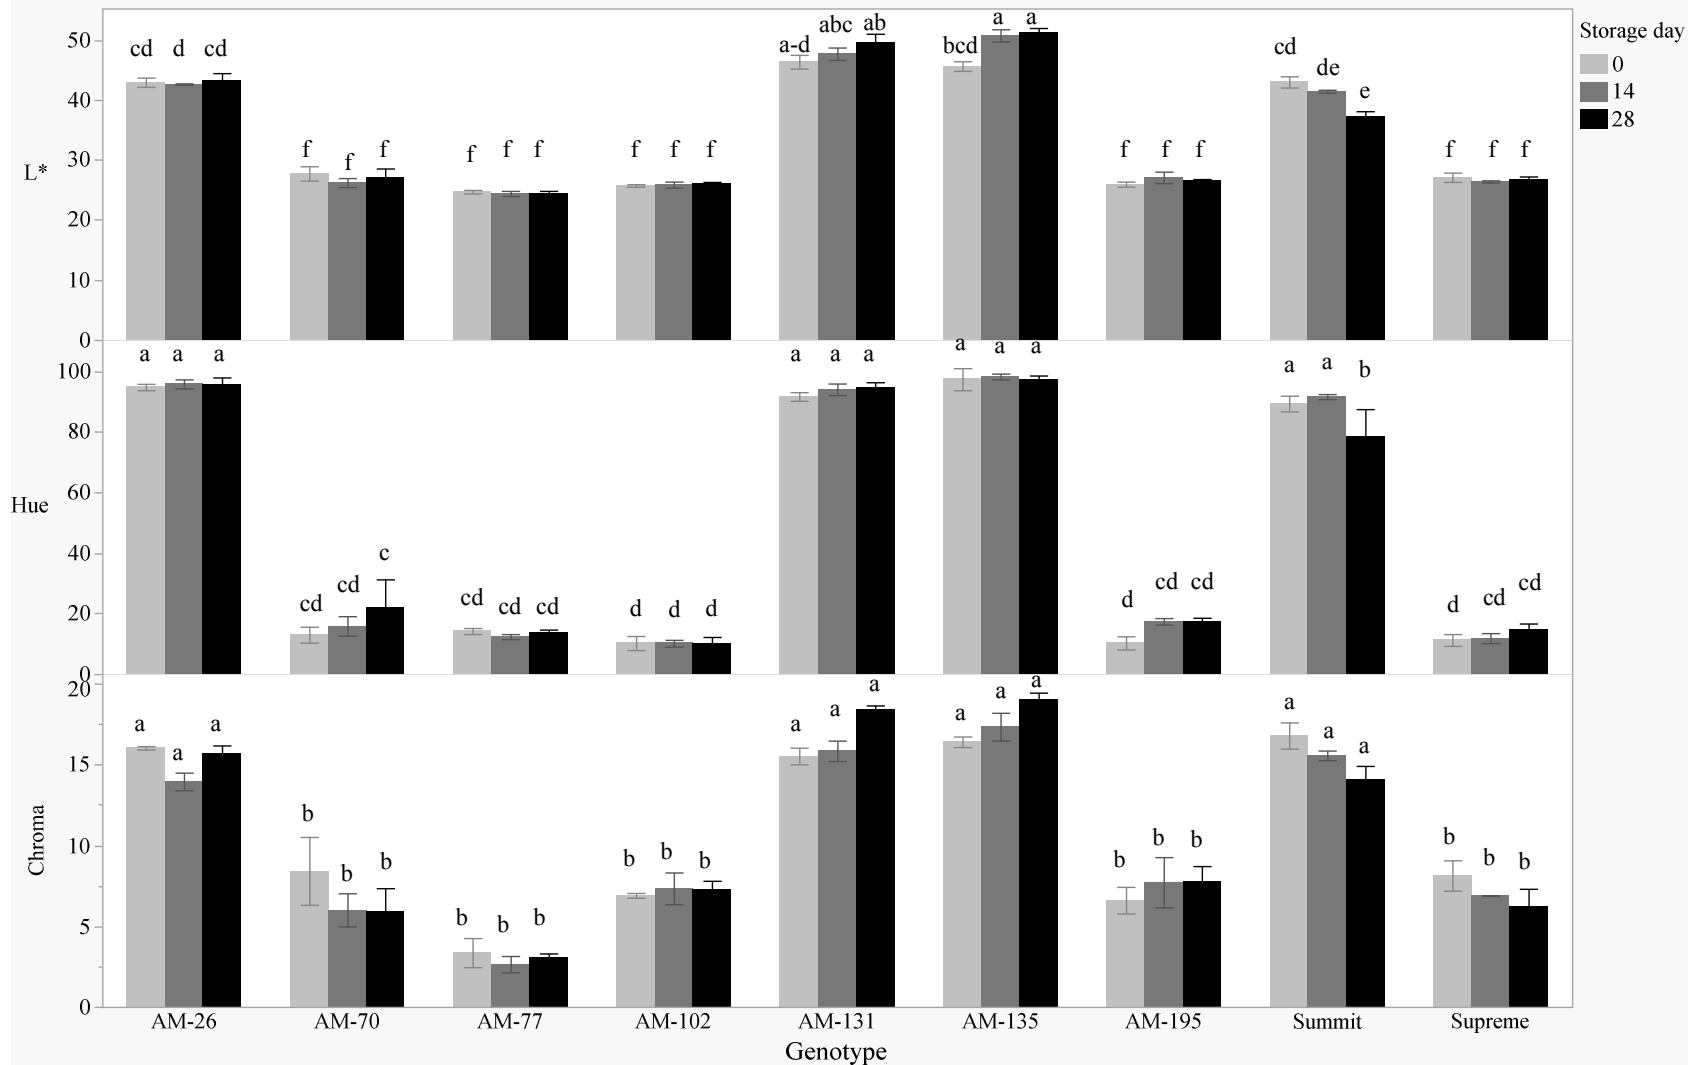 Storage day
0
14
28
L*
50
40
30
20
10
0
cd d cd
f f f
f f f
f f f
a-d abc ab
bcd a a
f f f
cd de e
f f f
Hue
100
80
60
40
20
0
a a a
cd cd c
cd cd cd
d d d
a a a
a a a
d cd cd
a a b
d cd cd
Chroma
20
15
10
5
0
a a a
b b b
b b b
b b b
a a a
a a a
b b b
a a a
b b b
AM-26 AM-70 AM-77 AM-102 AM-131 AM-135 AM-195 Summit Supreme
Genotype